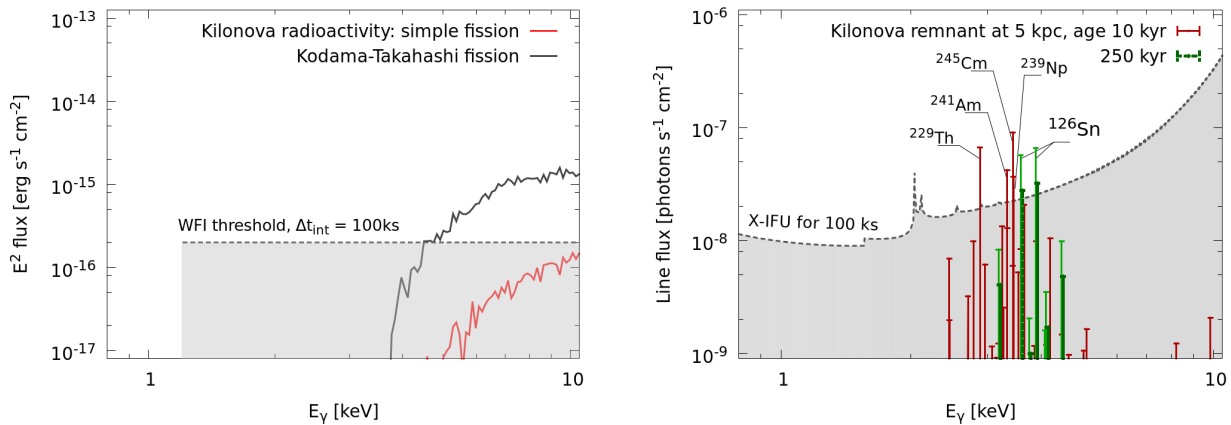 10⁻¹³
10⁻¹⁴
10⁻¹⁵
10⁻¹⁶
10⁻¹⁷
E² flux [erg s⁻¹ cm⁻²]
Kilonova radioactivity: simple fission
Kodama-Takahashi fission
WFI threshold, Δt_int = 100ks
1
10
Eᵧ [keV]
10⁻⁶
10⁻⁷
10⁻⁸
10⁻⁹
Line flux [photons s⁻¹ cm⁻²]
Kilonova remnant at 5 kpc, age 10 kyr
250 kyr
²⁴⁵Cm
²³⁹Np
²⁴¹Am
¹²⁶Sn
²²⁹Th
X-IFU for 100 ks
1
10
Eᵧ [keV]